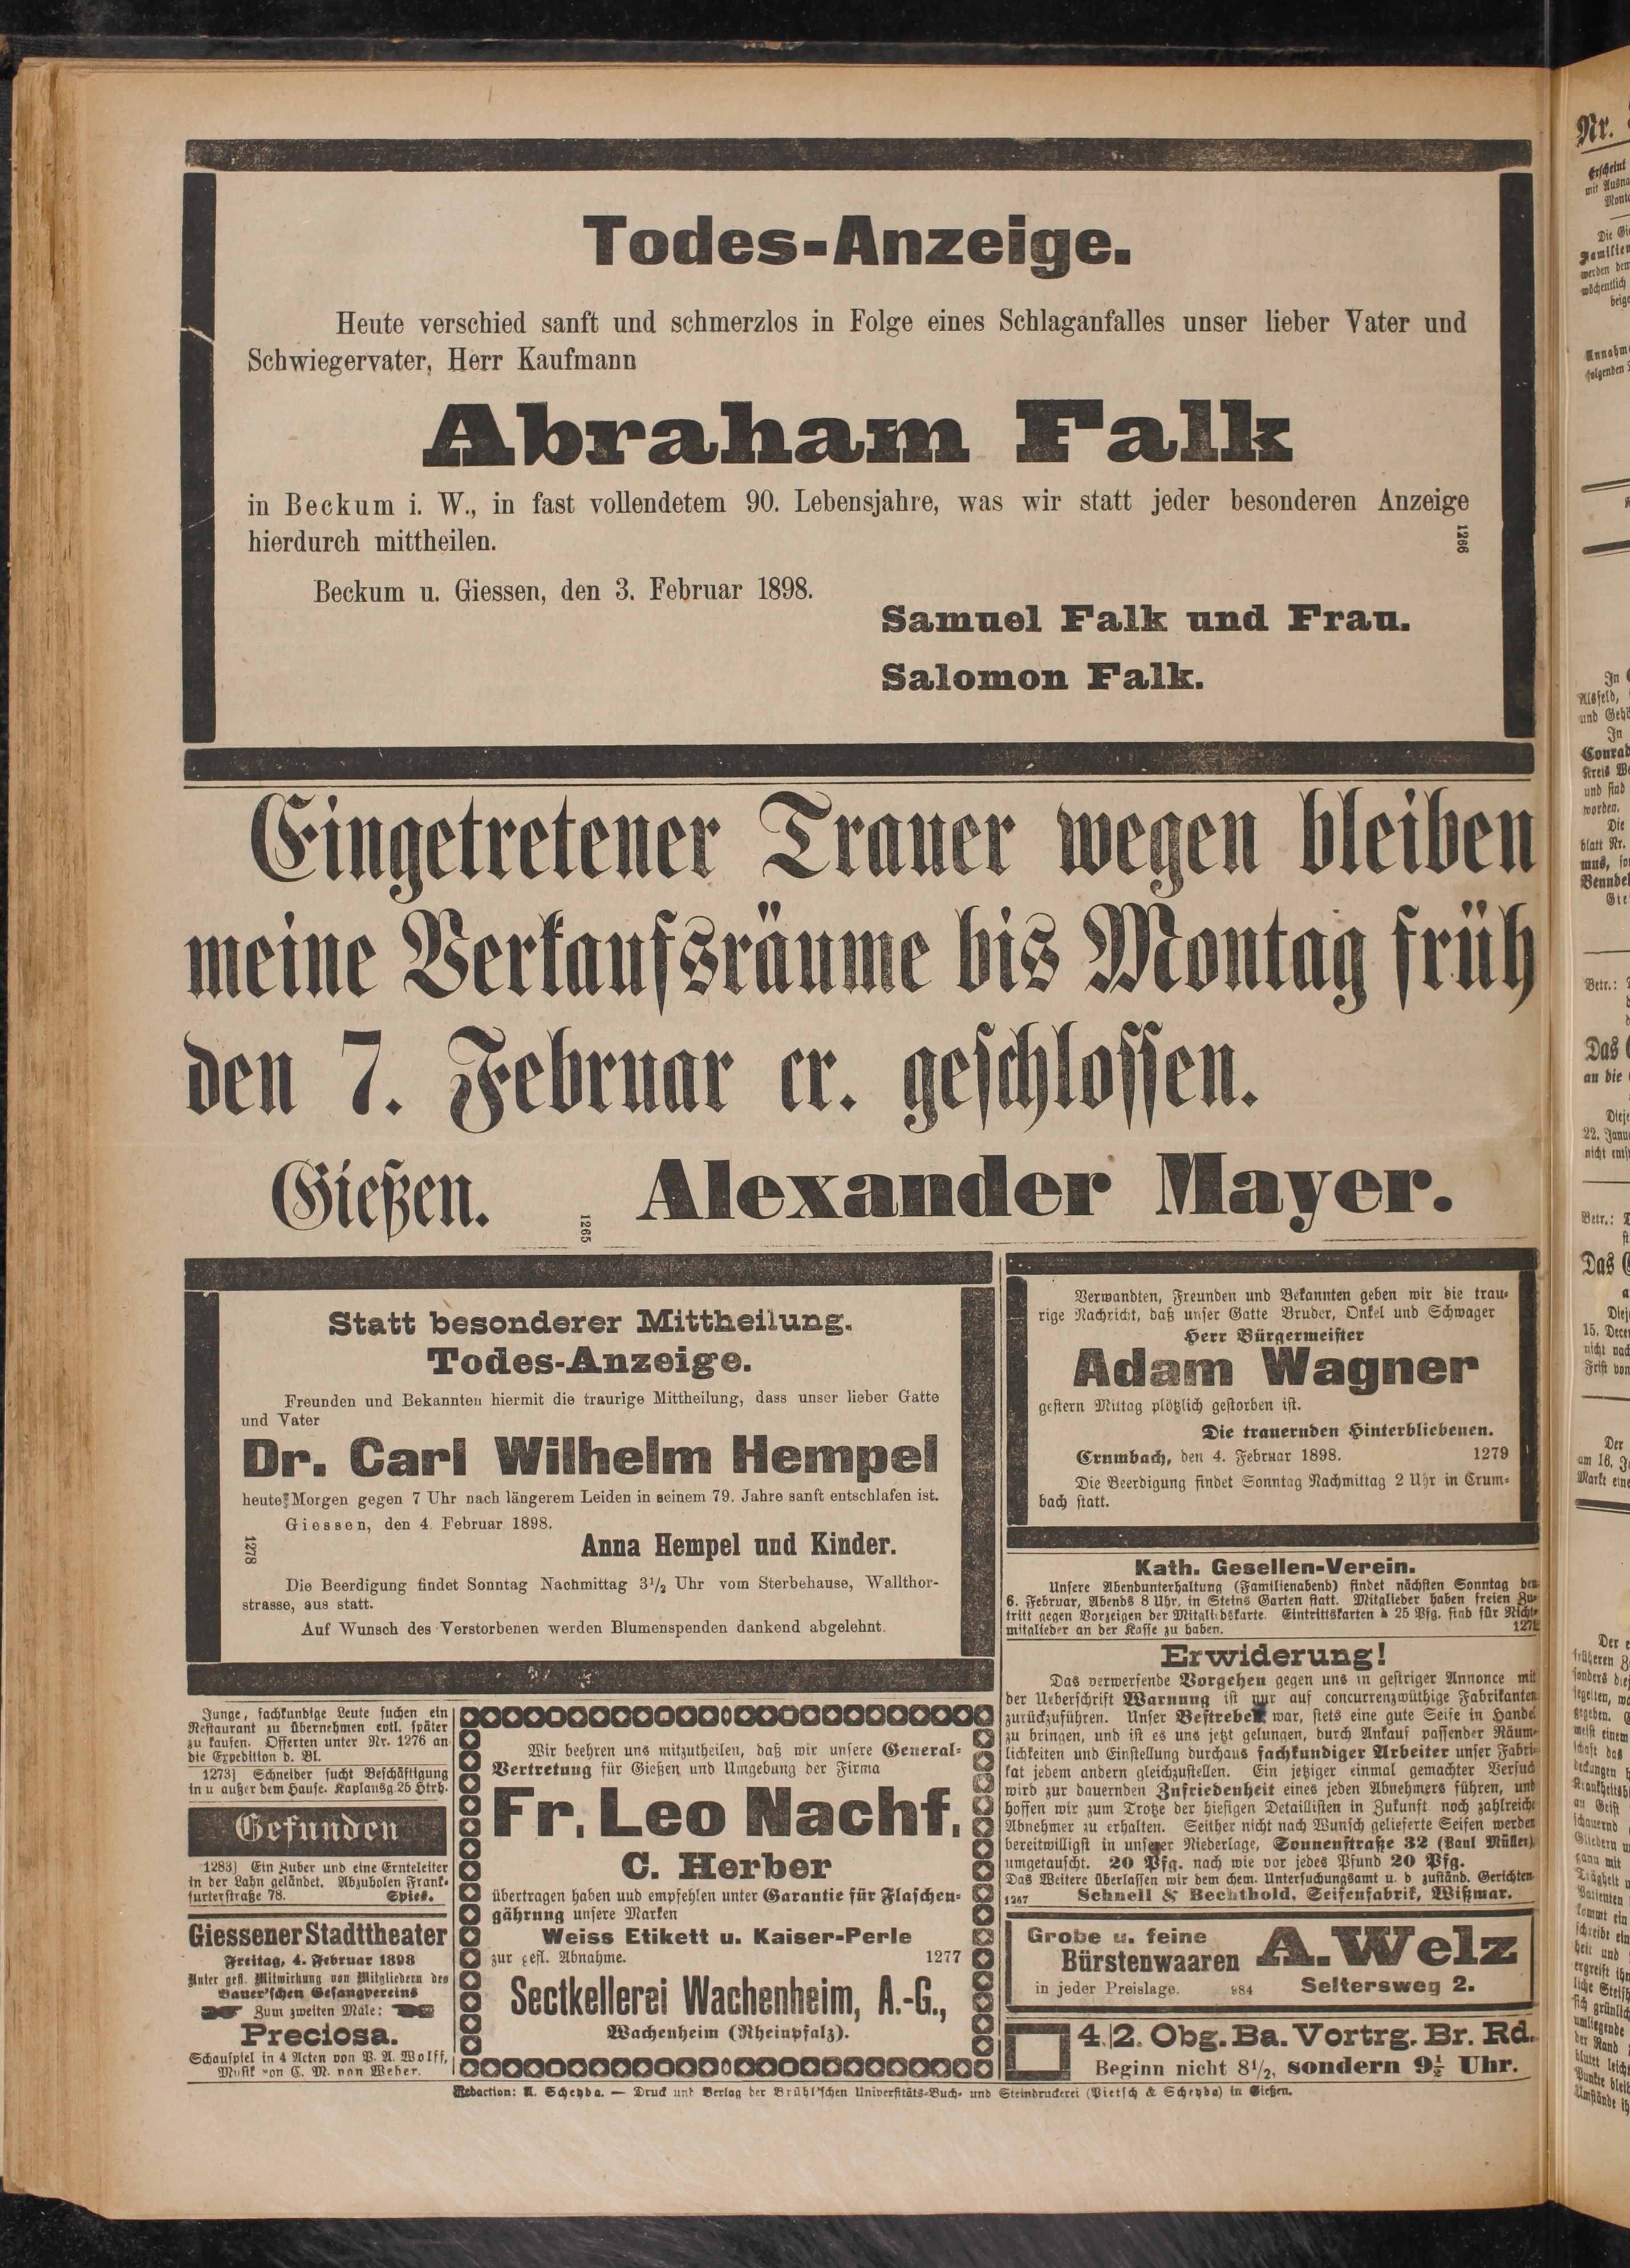 Todes-Anzeige.
Heute verschied sanft und schmerzlos in Folge eines Schlaganfalles unser lieber Vater und
Schwiegervater, Herr Kaufmann
Abraham Falk
in Beckum i. W., in fast vollendetem 90. Lebensjahre, was wir statt jeder besonderen Anzeige
hierdurch mittheilen.
1266
Beckum u. Giessen, den 3. Februar 1898.
Samuel Falk und Frau.
Salomon Falk.
Eingetretener Trauer wegen bleiben
meine Verkaufsräume bis Montag früh
den 7. Februar cr. geschlossen.
Gießen.
1265
Alexander Mayer.
Statt besonderer Mittheilung.
Todes-Anzeige.
Freunden und Bekannten hiermit die traurige Mittheilung, dass unser lieber Gatte
und Vater
Dr. Carl Wilhelm Hempel
heute Morgen gegen 7 Uhr nach längerem Leiden in seinem 79. Jahre sanft entschlafen ist.
Giessen, den 4. Februar 1898.
1278
Anna Hempel und Kinder.
Die Beerdigung findet Sonntag Nachmittag 3½ Uhr vom Sterbehause, Wallthor-
strasse, aus statt.
Auf Wunsch des Verstorbenen werden Blumenspenden dankend abgelehnt.
Junge, fachkundige Leute suchen ein
Restaurant zu übernehmen evtl. später
zu kaufen. Offerten unter Nr. 1276 an
die Expedition d. Bl.
1273] Schneider sucht Beschäftigung
in u außer dem Hause. Kaplansg. 25 Htrh.
Gefunden
1283] Ein Zuber und eine Ernteleiter
in der Lahn geländet. Abzuholen Frank-
furterstraße 78. Spies.
Giessener Stadttheater
Freitag, 4. Februar 1898
Unter gefl. Mitwirkung von Mitgliedern des
Bauer'schen Gesangvereins
Zum zweiten Male:
Preciosa.
Schauspiel in 4 Acten von P. A. Wolff,
Musik von C. M. von Weber.
Wir beehren uns mitzutheilen, daß wir unsere General-
Vertretung für Gießen und Umgebung der Firma
Fr. Leo Nachf.
C. Herber
übertragen haben und empfehlen unter Garantie für Flaschen-
gährung unsere Marken
Weiss Etikett u. Kaiser-Perle
zur gefl. Abnahme. 1277
Sectkellerei Wachenheim, A.-G.,
Wachenheim (Rheinpfalz).
Verwandten, Freunden und Bekannten geben wir die trau-
rige Nachricht, daß unser Gatte Bruder, Onkel und Schwager
Herr Bürgermeister
Adam Wagner
gestern Mittag plötzlich gestorben ist.
Die trauernden Hinterbliebenen.
Crumbach, den 4. Februar 1898. 1279
Die Beerdigung findet Sonntag Nachmittag 2 Uhr in Crum-
bach statt.
Kath. Gesellen-Verein.
Unsere Abendunterhaltung (Familienabend) findet nächsten Sonntag den
6. Februar, Abends 8 Uhr, in Steins Garten statt. Mitglieder haben freien Zu-
tritt gegen Vorzeigen der Mitgliedskarte. Eintrittskarten à 25 Pfg. sind für Nicht-
mitglieder an der Kasse zu haben.
Erwiderung!
Das verwerfende Vorgehen gegen uns in gestriger Annonce mit
der Ueberschrift Warnung ist nur auf concurrenzwüthige Fabrikanten
zurückzuführen. Unser Bestreben war, stets eine gute Seife in Handel
zu bringen, und ist es uns jetzt gelungen, durch Ankauf passender Räum-
lichkeiten und Einstellung durchaus fachkundiger Arbeiter unser Fabri-
kat jedem andern gleichzustellen. Ein jetziger einmal gemachter Versuch
wird zur dauernden Zufriedenheit eines jeden Abnehmers führen, und
hoffen wir zum Trotze der hiesigen Detaillisten in Zukunft noch zahlreiche
Abnehmer zu erhalten. Seither nicht nach Wunsch gelieferte Seifen werden
bereitwilligst in unserer Niederlage, Sonnenstraße 32 (Paul Müller)
umgetauscht. 20 Pfg. nach wie vor jedes Pfund 20 Pfg.
Das Weitere überlassen wir dem chem. Untersuchungsamt u. d zuständ. Gerichten
1267 Schnell & Bechthold, Seifenfabrik, Wißmar.
Grobe u. feine
Bürstenwaaren
in jeder Preislage. 984
A. Welz
Seltersweg 2.
4.|2. Obg. Ba. Vortrg. Br. Rd.
Beginn nicht 8½, sondern 9½ Uhr.
Redaction: A. Scheyda. — Druck und Verlag der Brühl'schen Universitäts-Buch- und Steindruckerei (Pietsch & Scheyda) in Gießen.